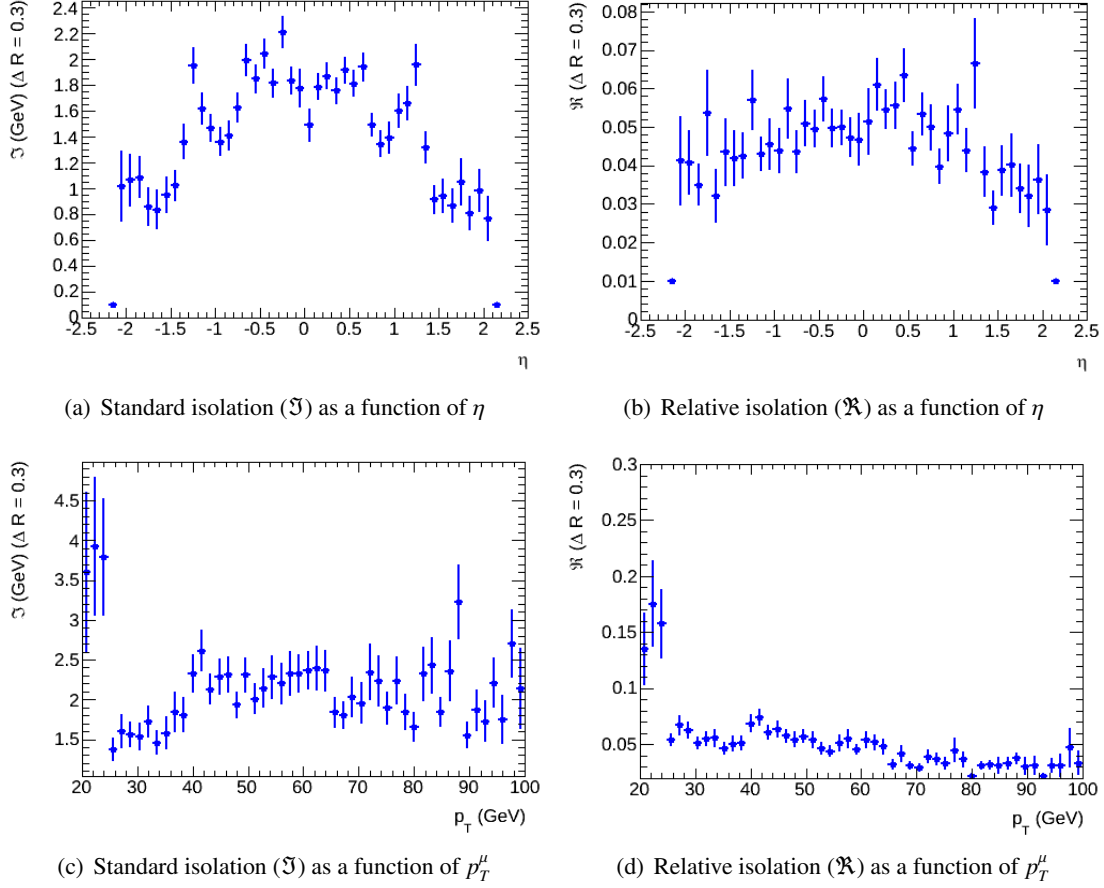 ℑ (GeV) (Δ R = 0.3)
2.4
2.2
2
1.8
1.6
1.4
1.2
1
0.8
0.6
0.4
0.2
0
-2.5 -2 -1.5 -1 -0.5 0 0.5 1 1.5 2 2.5
η
(a) Standard isolation (ℑ) as a function of η
ℜ (Δ R = 0.3)
0.08
0.07
0.06
0.05
0.04
0.03
0.02
0.01
0
-2.5 -2 -1.5 -1 -0.5 0 0.5 1 1.5 2 2.5
η
(b) Relative isolation (ℜ) as a function of η
ℑ (GeV) (Δ R = 0.3)
4.5
4
3.5
3
2.5
2
1.5
20 30 40 50 60 70 80 90 100
p_T (GeV)
(c) Standard isolation (ℑ) as a function of p_T^μ
ℜ (Δ R = 0.3)
0.3
0.25
0.2
0.15
0.1
0.05
20 30 40 50 60 70 80 90 100
p_T (GeV)
(d) Relative isolation (ℜ) as a function of p_T^μ